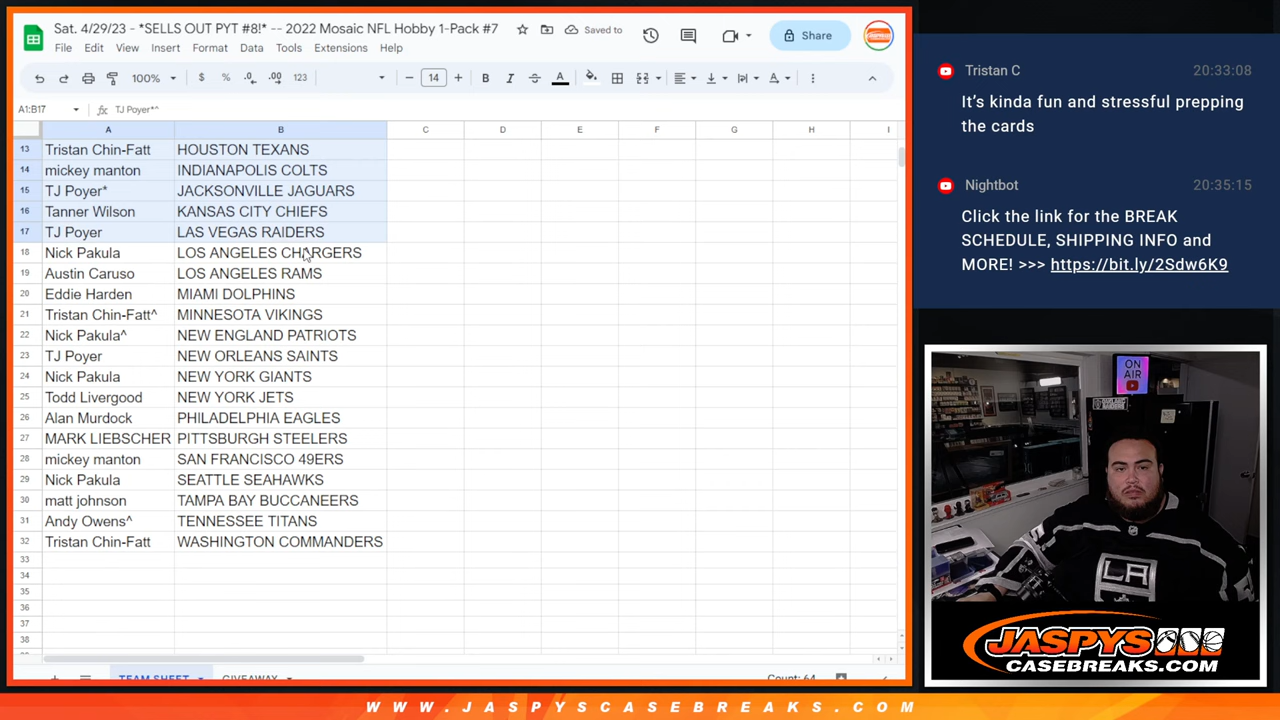 Sat. 4/29/23 - *SELLS OUT PYT #8!* -- 2022 Mosaic NFL Hobby 1-Pack #7
Saved to
Share
File Edit View Insert Format Data Tools Extensions Help
100% $ % .0 .00 123 14 B I A
A1:B17 fx TJ Poyer*^
A B C D E F G H I
13 Tristan Chin-Fatt HOUSTON TEXANS
14 mickey manton INDIANAPOLIS COLTS
15 TJ Poyer* JACKSONVILLE JAGUARS
16 Tanner Wilson KANSAS CITY CHIEFS
17 TJ Poyer LAS VEGAS RAIDERS
18 Nick Pakula LOS ANGELES CHARGERS
19 Austin Caruso LOS ANGELES RAMS
20 Eddie Harden MIAMI DOLPHINS
21 Tristan Chin-Fatt^ MINNESOTA VIKINGS
22 Nick Pakula^ NEW ENGLAND PATRIOTS
23 TJ Poyer NEW ORLEANS SAINTS
24 Nick Pakula NEW YORK GIANTS
25 Todd Livergood NEW YORK JETS
26 Alan Murdock PHILADELPHIA EAGLES
27 MARK LIEBSCHER PITTSBURGH STEELERS
28 mickey manton SAN FRANCISCO 49ERS
29 Nick Pakula SEATTLE SEAHAWKS
30 matt johnson TAMPA BAY BUCCANEERS
31 Andy Owens^ TENNESSEE TITANS
32 Tristan Chin-Fatt WASHINGTON COMMANDERS
33
34
35
36
37
38
TEAM SHEET GIVEAWAY Count: 64
Tristan C 20:33:08
It's kinda fun and stressful prepping
the cards
Nightbot 20:35:15
Click the link for the BREAK
SCHEDULE, SHIPPING INFO and
MORE! >>> https://bit.ly/2Sdw6K9
ON
AIR
LA
JASPYS
CASEBREAKS.COM
WWW.JASPYSCASEBREAKS.COM